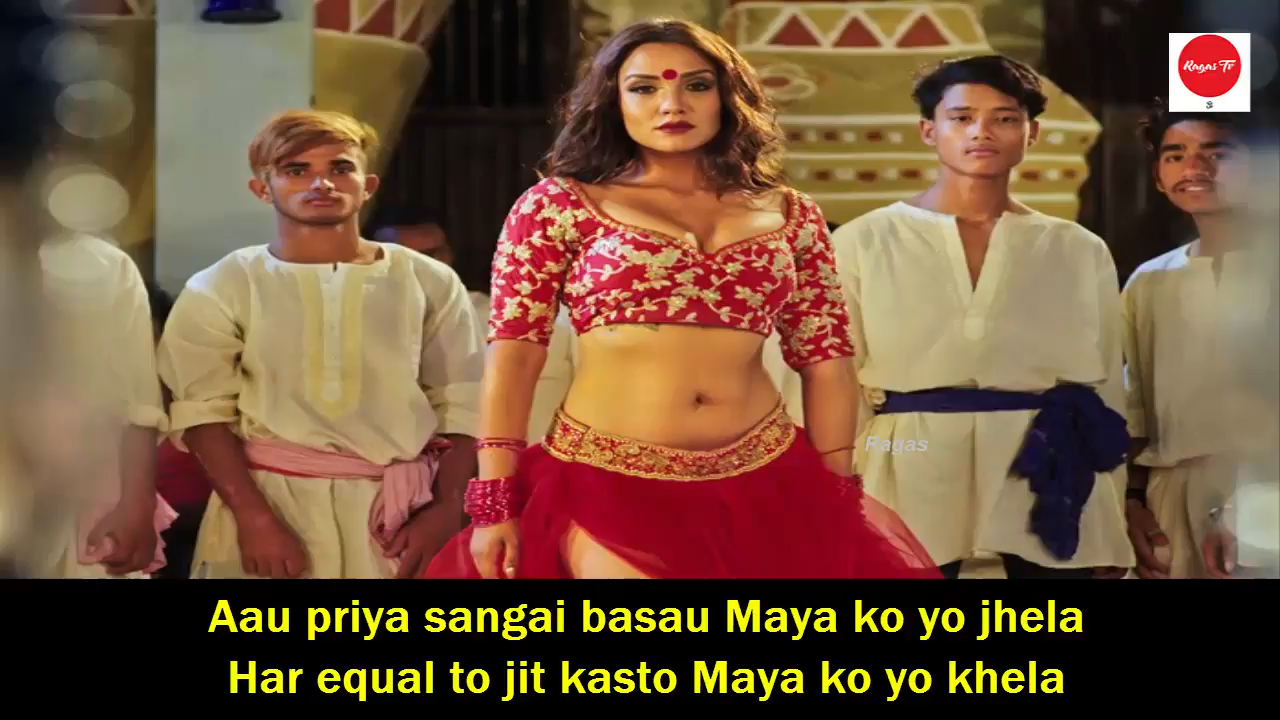 Ragas Tv
Ragas
Aau priya sangai basau Maya ko yo jhela
Har equal to jit kasto Maya ko yo khela